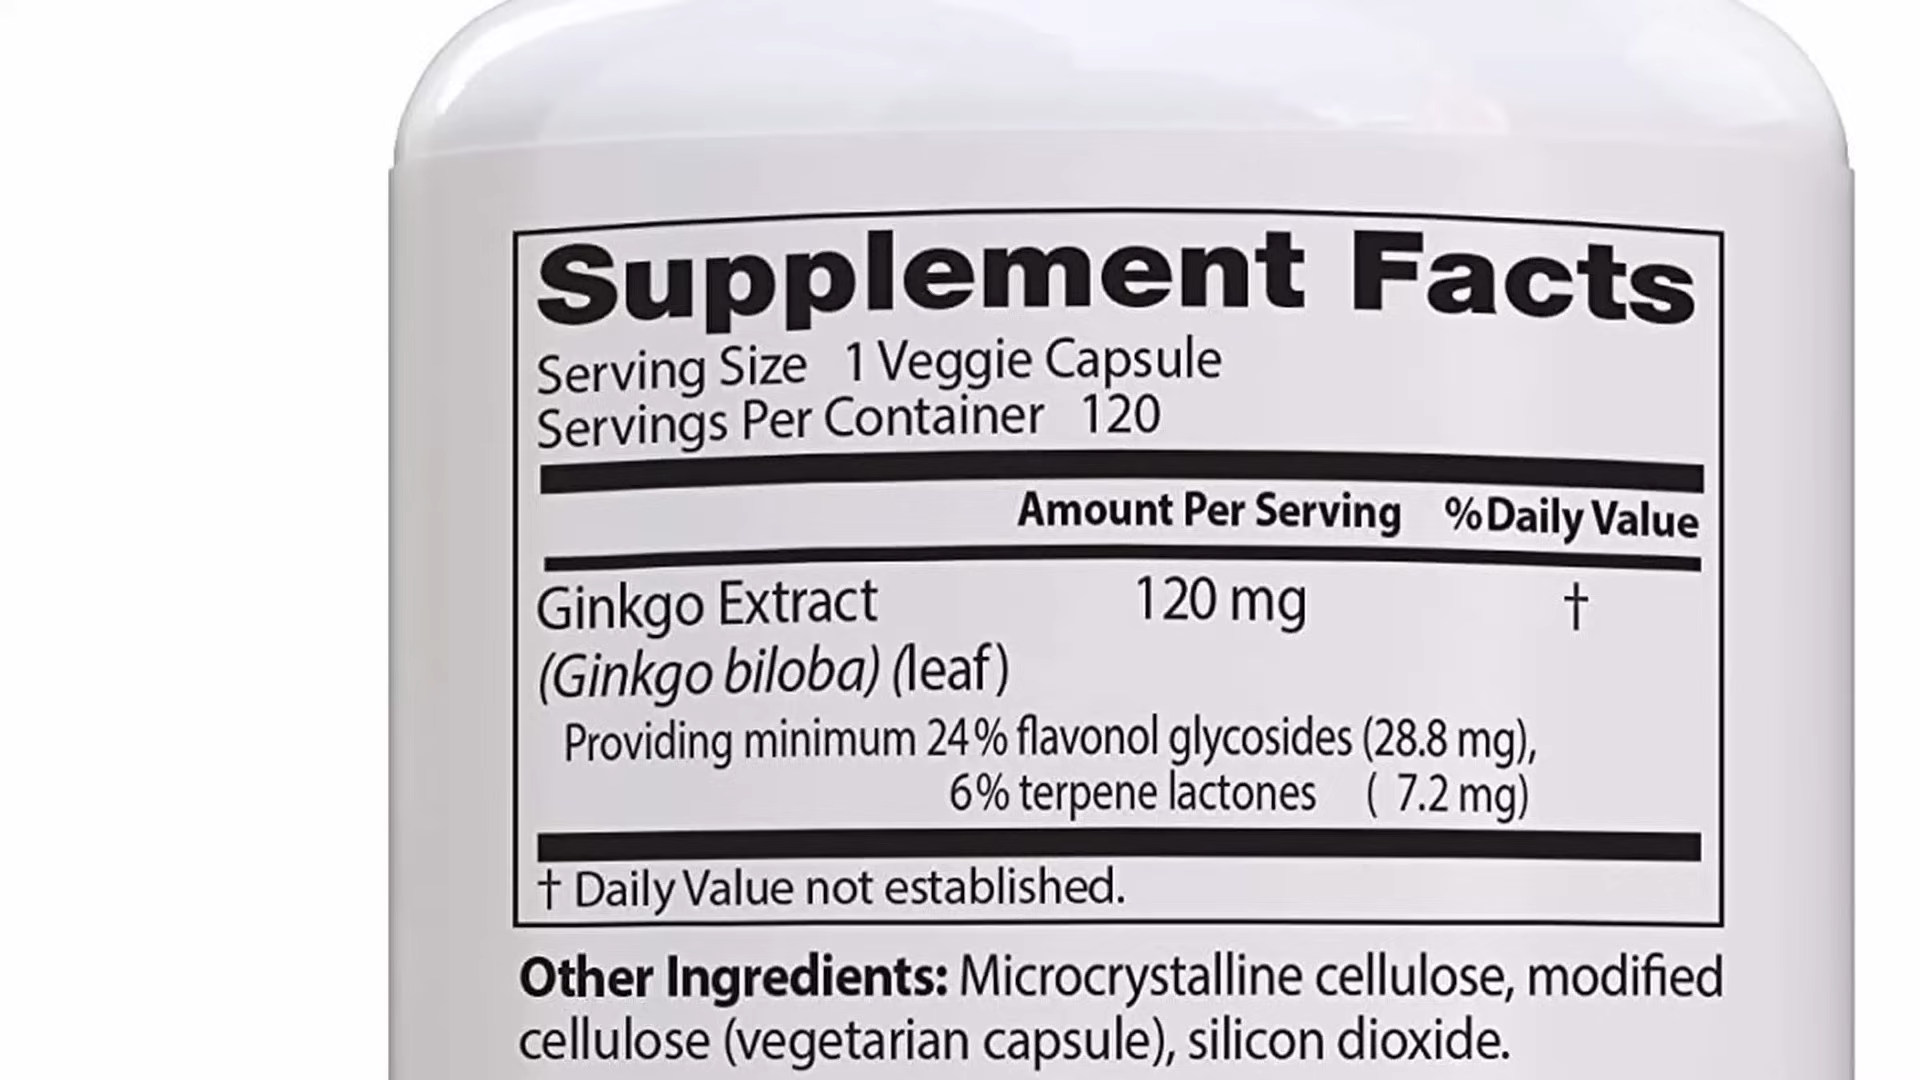 Supplement Facts
Serving Size 1 Veggie Capsule
Servings Per Container 120
Amount Per Serving %Daily Value
Ginkgo Extract 120 mg †
(Ginkgo biloba) (leaf)
Providing minimum 24% flavonol glycosides (28.8 mg),
6% terpene lactones ( 7.2 mg)
† Daily Value not established.
Other Ingredients: Microcrystalline cellulose, modified
cellulose (vegetarian capsule), silicon dioxide.